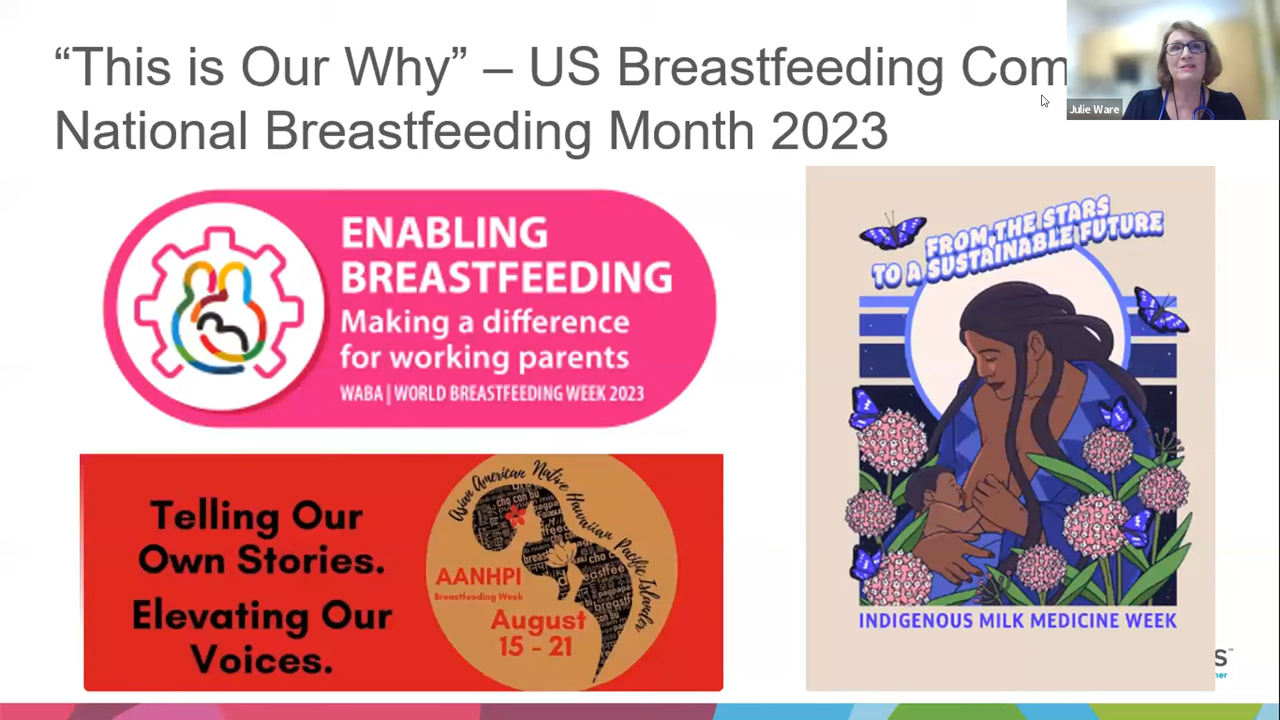 “This is Our Why” – US Breastfeeding Com
National Breastfeeding Month 2023
Julie Ware
ENABLING
BREASTFEEDING
Making a difference
for working parents
WABA | WORLD BREASTFEEDING WEEK 2023
FROM THE STARS
TO A SUSTAINABLE FUTURE
INDIGENOUS MILK MEDICINE WEEK
Telling Our
Own Stories.
Elevating Our
Voices.
Asian American Native Hawaiian Pacific Islander
AANHPI
Breastfeeding Week
August
15 - 21
S™
ner